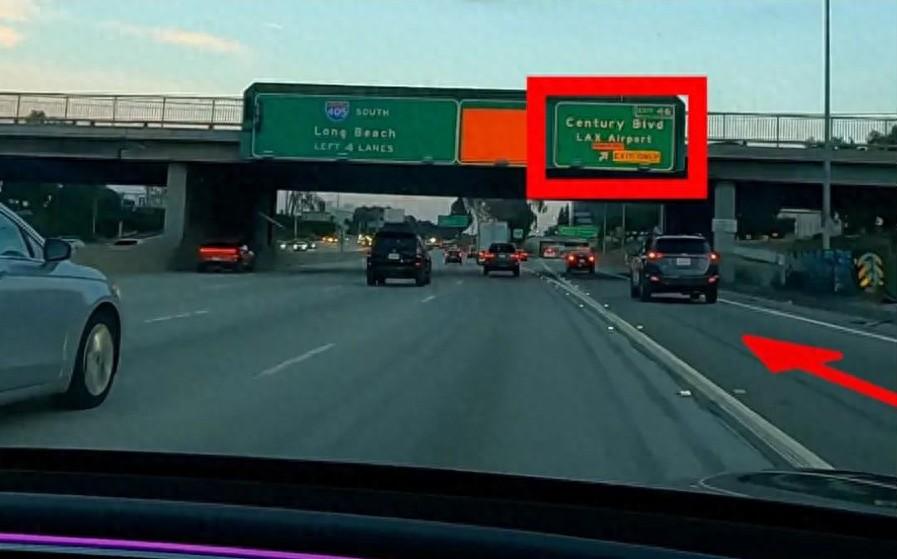 405 SOUTH
Long Beach
LEFT 4 LANES
EXIT 46
Century Blvd
LAX Airport
EXIT ONLY